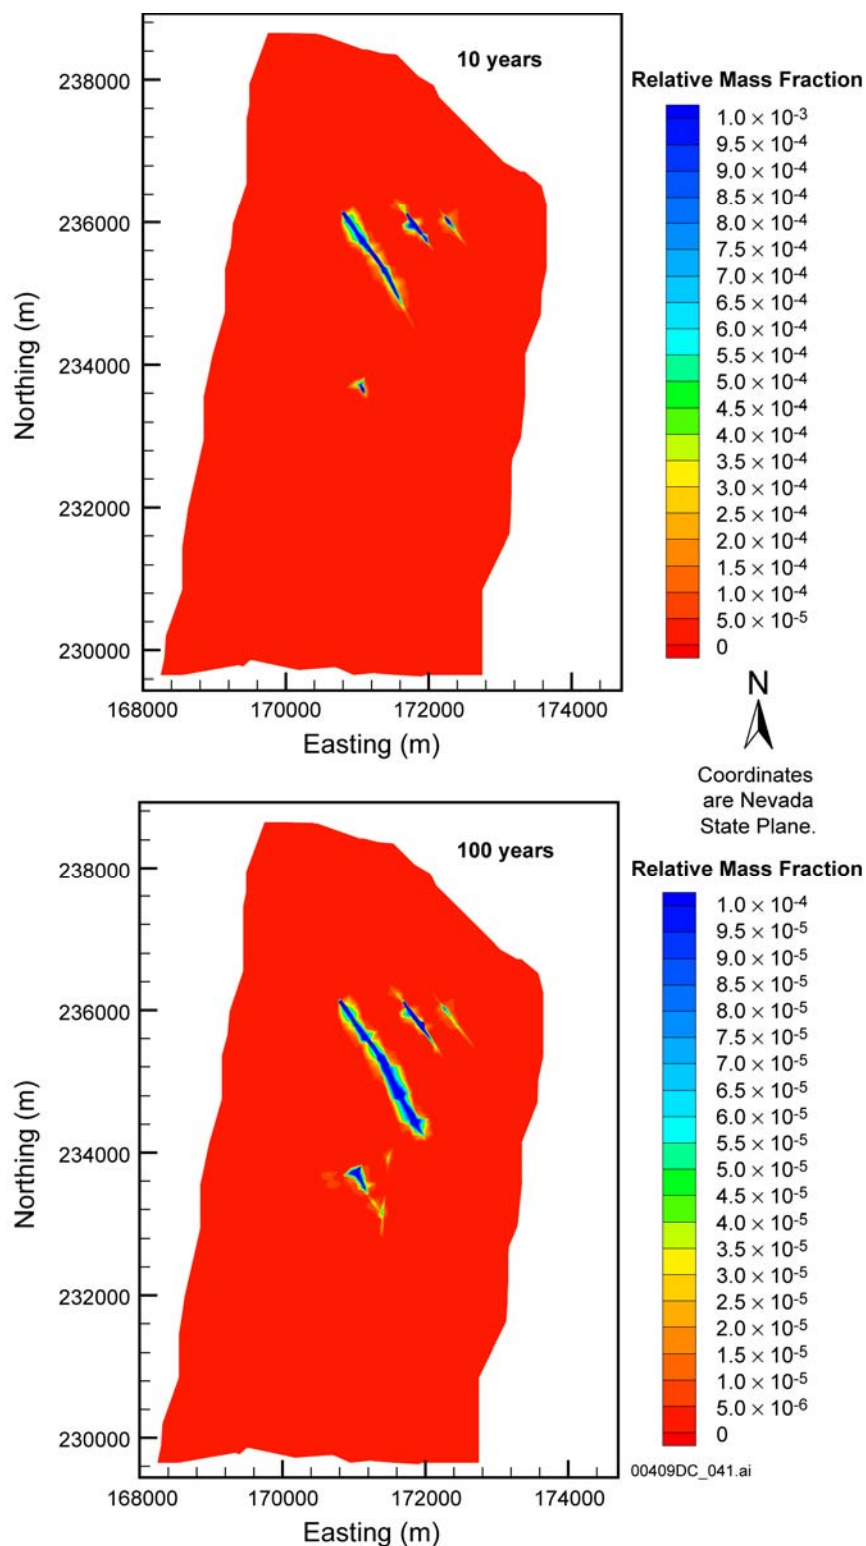 10 years
Relative Mass Fraction
1.0 × 10⁻³
9.5 × 10⁻⁴
9.0 × 10⁻⁴
8.5 × 10⁻⁴
8.0 × 10⁻⁴
7.5 × 10⁻⁴
7.0 × 10⁻⁴
6.5 × 10⁻⁴
6.0 × 10⁻⁴
5.5 × 10⁻⁴
5.0 × 10⁻⁴
4.5 × 10⁻⁴
4.0 × 10⁻⁴
3.5 × 10⁻⁴
3.0 × 10⁻⁴
2.5 × 10⁻⁴
2.0 × 10⁻⁴
1.5 × 10⁻⁴
1.0 × 10⁻⁴
5.0 × 10⁻⁵
0
238000
236000
234000
232000
230000
Northing (m)
168000 170000 172000 174000
Easting (m)
N
Coordinates
are Nevada
State Plane.
100 years
Relative Mass Fraction
1.0 × 10⁻⁴
9.5 × 10⁻⁵
9.0 × 10⁻⁵
8.5 × 10⁻⁵
8.0 × 10⁻⁵
7.5 × 10⁻⁵
7.0 × 10⁻⁵
6.5 × 10⁻⁵
6.0 × 10⁻⁵
5.5 × 10⁻⁵
5.0 × 10⁻⁵
4.5 × 10⁻⁵
4.0 × 10⁻⁵
3.5 × 10⁻⁵
3.0 × 10⁻⁵
2.5 × 10⁻⁵
2.0 × 10⁻⁵
1.5 × 10⁻⁵
1.0 × 10⁻⁵
5.0 × 10⁻⁶
0
238000
236000
234000
232000
230000
Northing (m)
168000 170000 172000 174000
Easting (m)
00409DC_041.ai